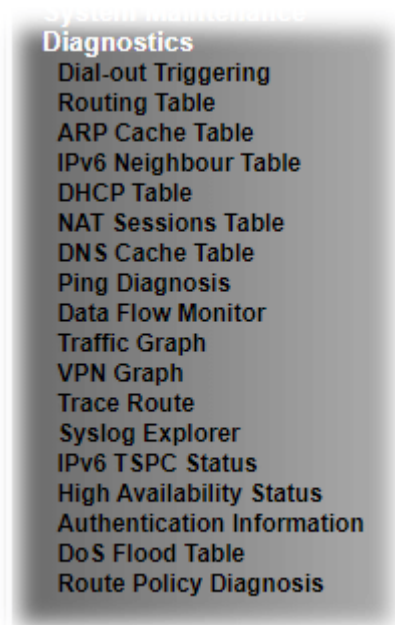 System Maintenance
Diagnostics
Dial-out Triggering
Routing Table
ARP Cache Table
IPv6 Neighbour Table
DHCP Table
NAT Sessions Table
DNS Cache Table
Ping Diagnosis
Data Flow Monitor
Traffic Graph
VPN Graph
Trace Route
Syslog Explorer
IPv6 TSPC Status
High Availability Status
Authentication Information
DoS Flood Table
Route Policy Diagnosis